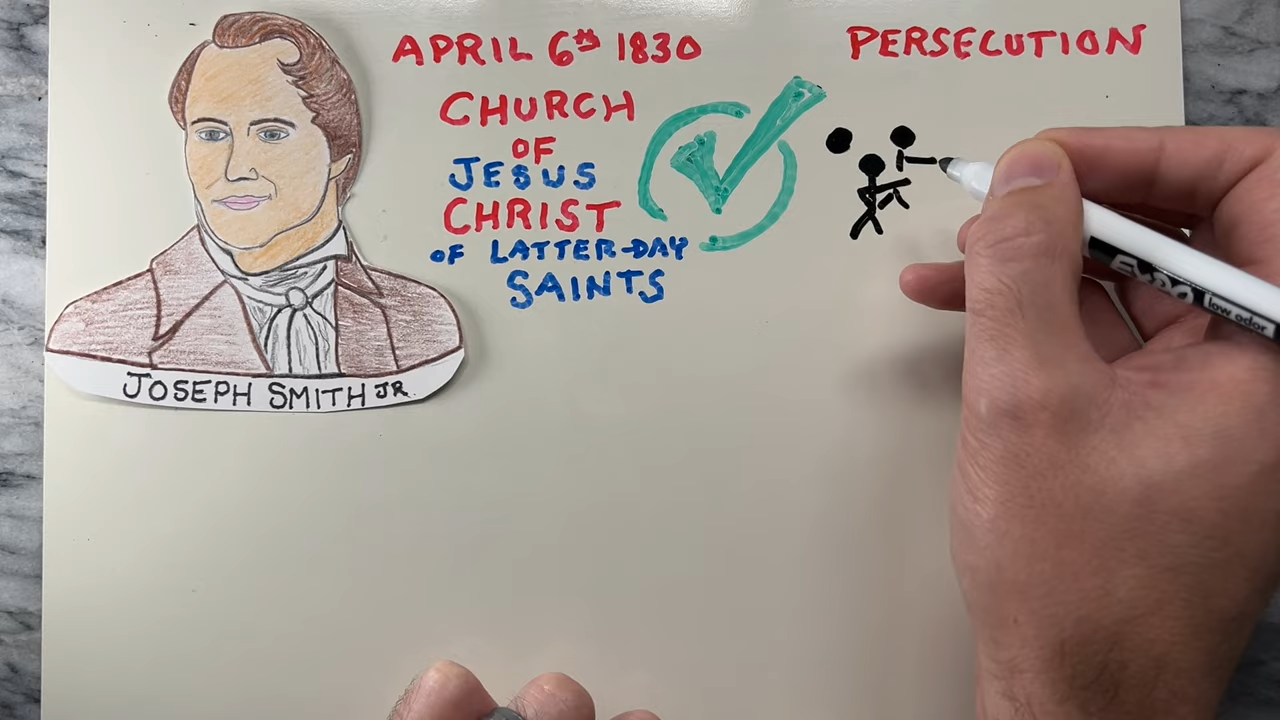 APRIL 6th 1830
CHURCH
OF
JESUS
CHRIST
OF LATTER-DAY
SAINTS
PERSECUTION
JOSEPH SMITH JR.
EXPO
low odor